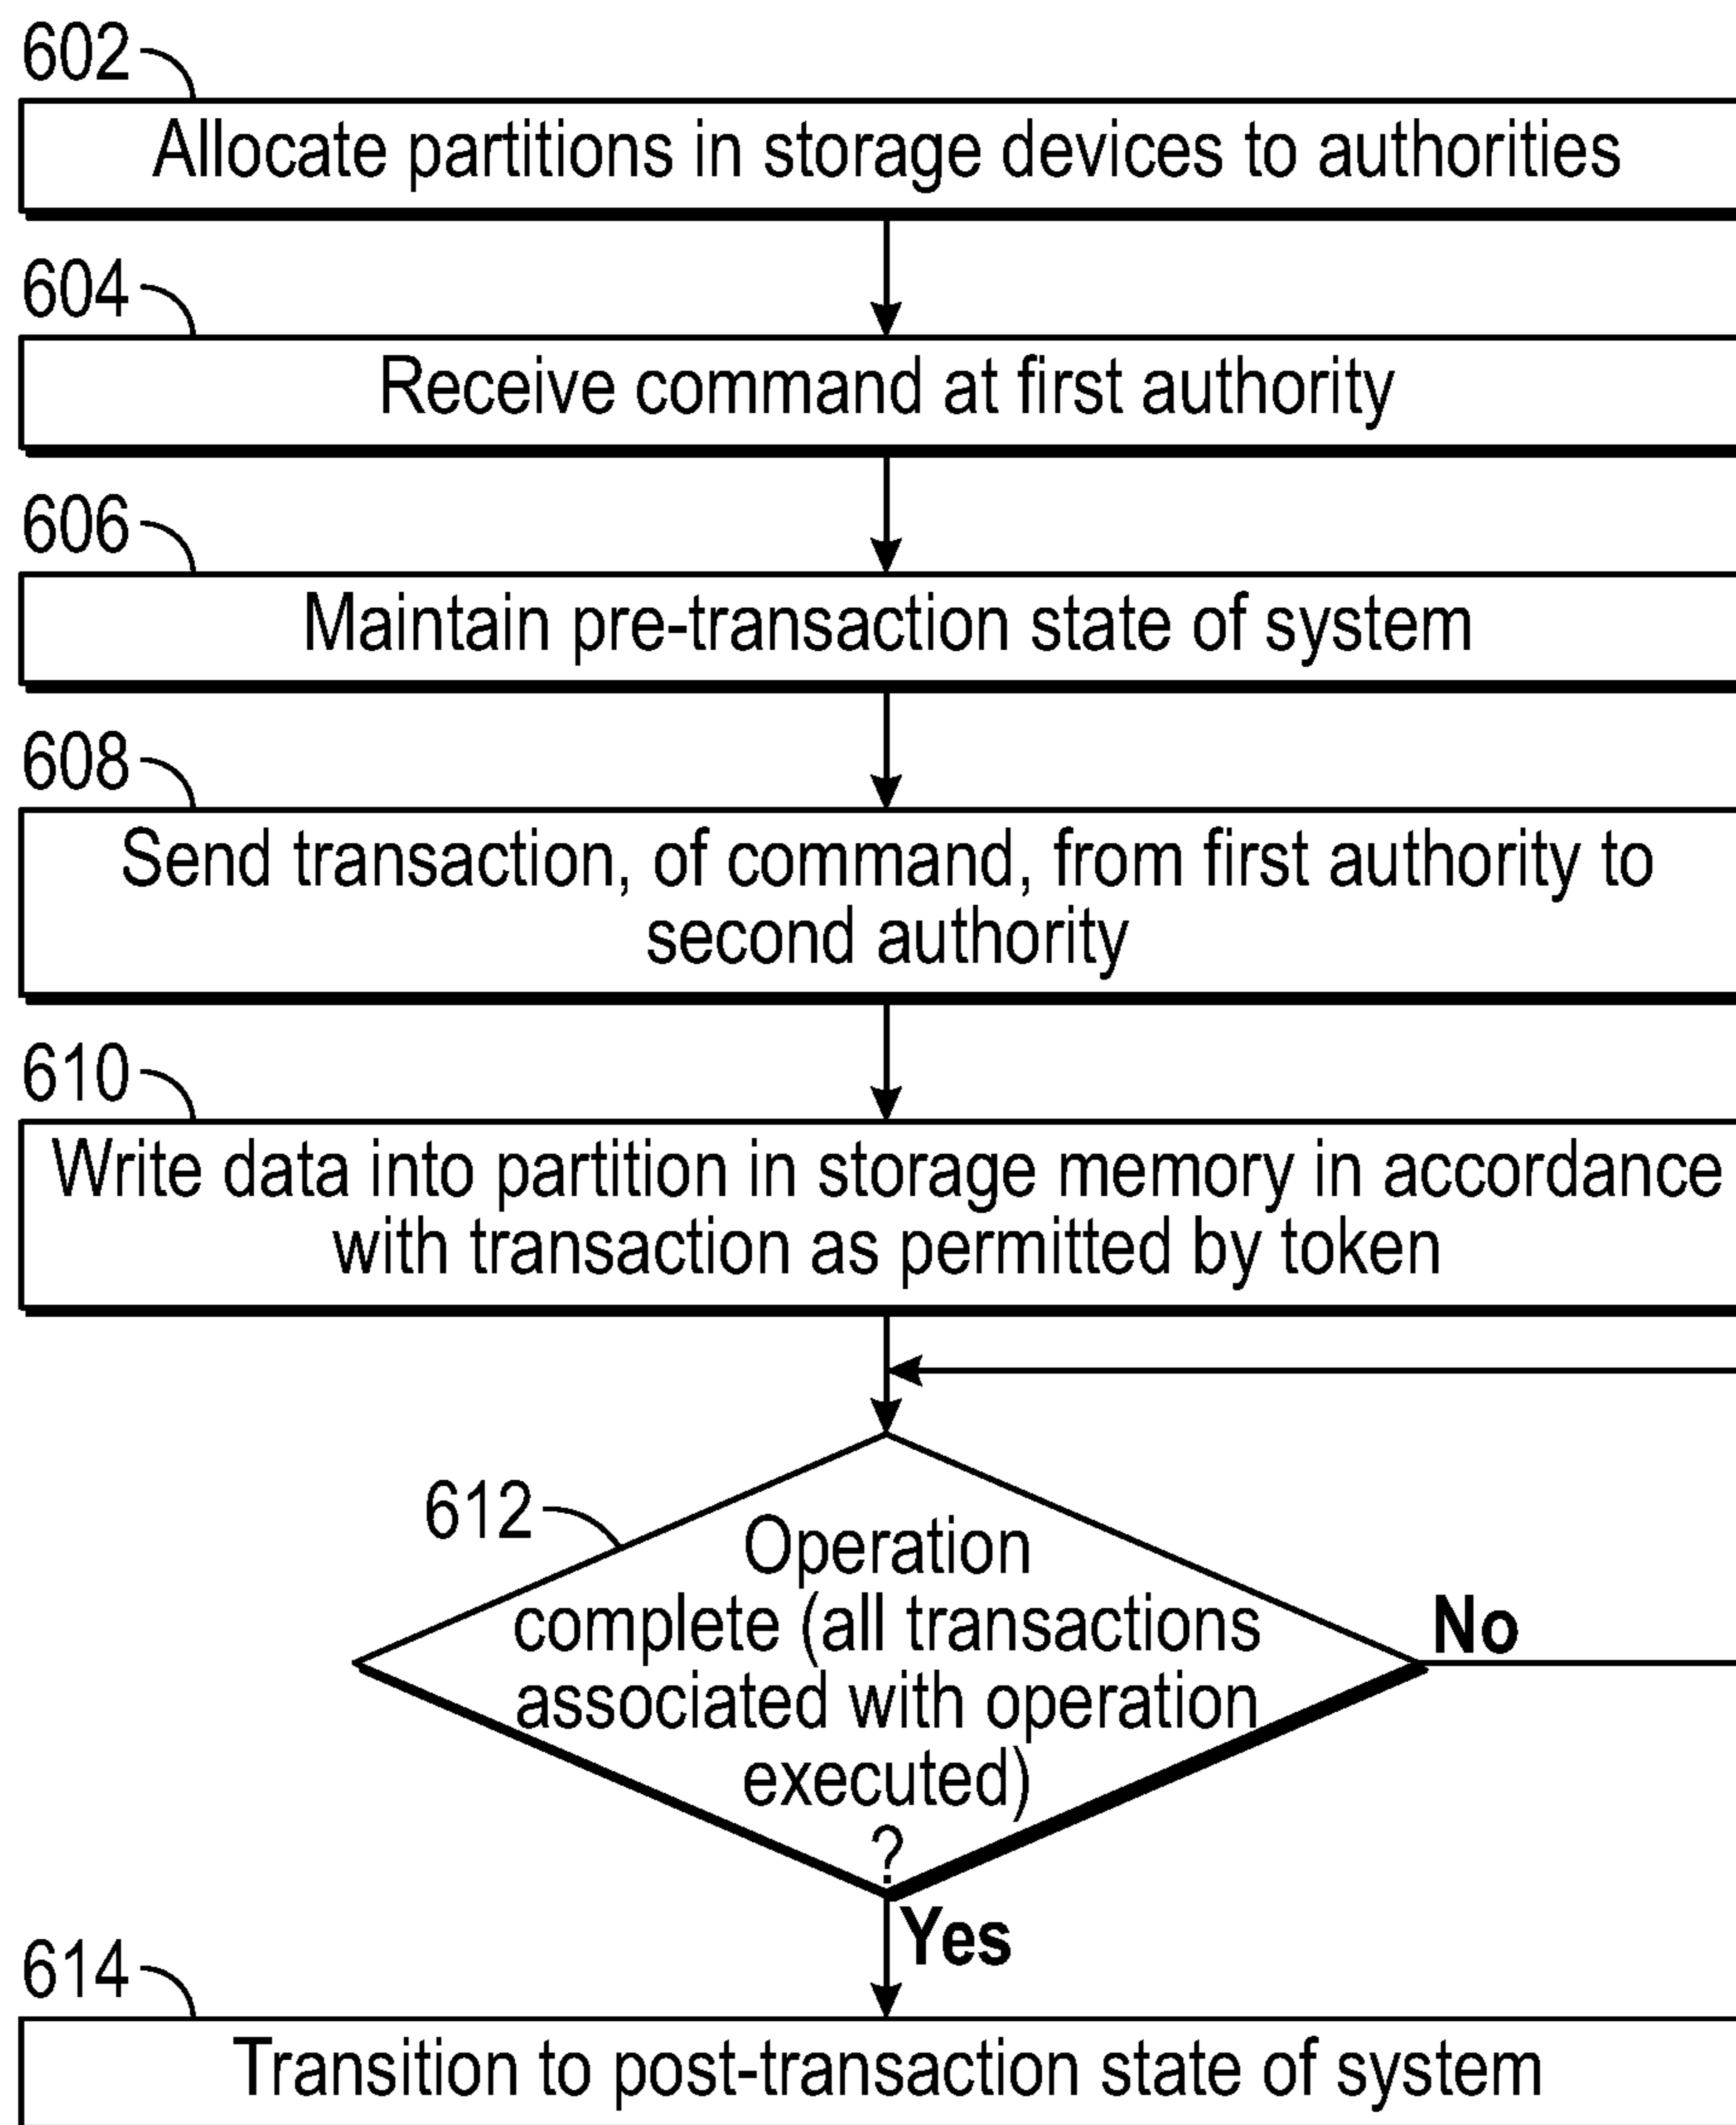 602
Allocate partitions in storage devices to authorities
604
Receive command at first authority
606
Maintain pre-transaction state of system
608
Send transaction, of command, from first authority to
second authority
610
Write data into partition in storage memory in accordance
with transaction as permitted by token
612
Operation
complete (all transactions
associated with operation
executed)
?
No
Yes
614
Transition to post-transaction state of system